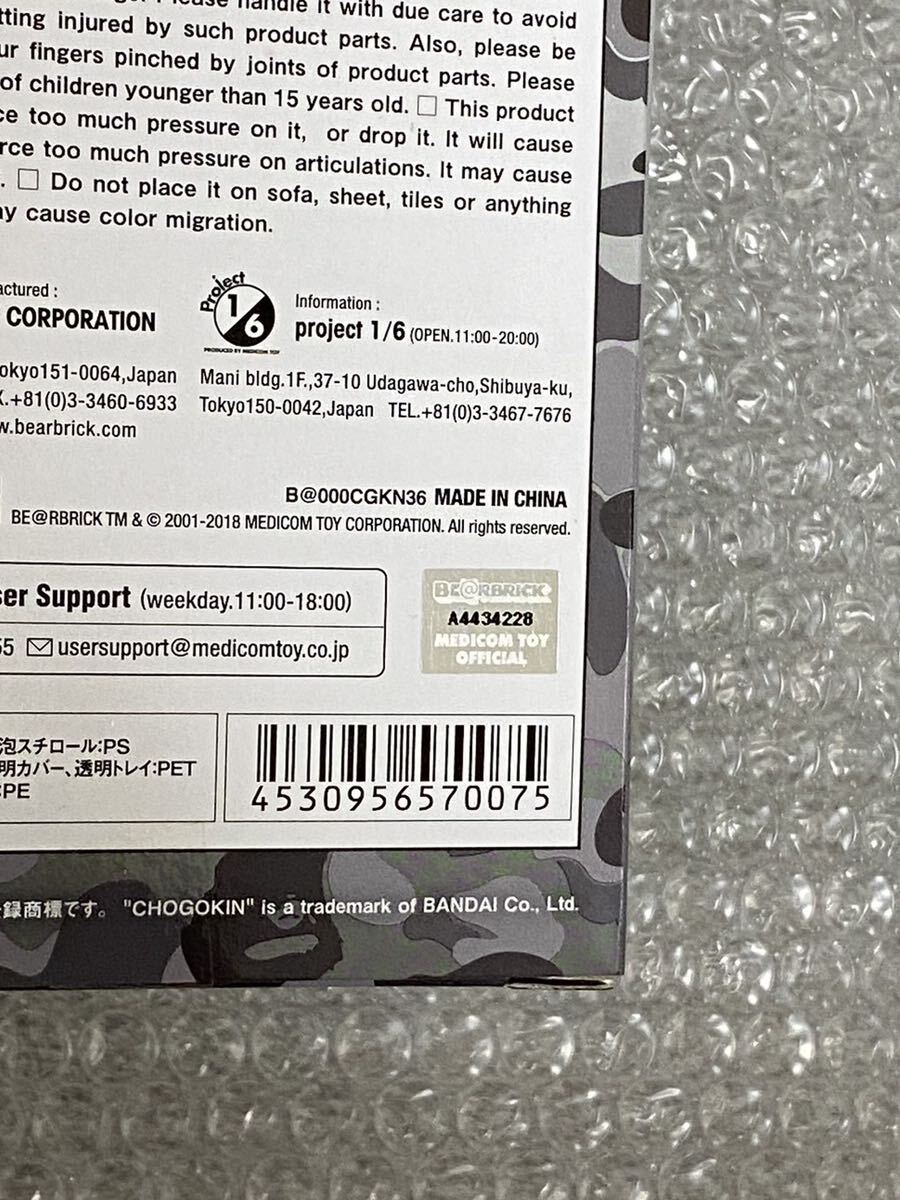 handle it with due care to avoid
tting injured by such product parts. Also, please be
ur fingers pinched by joints of product parts. Please
of children younger than 15 years old. □ This product
ce too much pressure on it, or drop it. It will cause
rce too much pressure on articulations. It may cause
. □ Do not place it on sofa, sheet, tiles or anything
ay cause color migration.
actured :
CORPORATION
okyo151-0064,Japan
X.+81(0)3-3460-6933
w.bearbrick.com
Project
1/6
PRODUCED BY MEDICOM TOY
Information :
project 1/6 (OPEN.11:00-20:00)
Mani bldg.1F.,37-10 Udagawa-cho,Shibuya-ku,
Tokyo150-0042,Japan TEL.+81(0)3-3467-7676
B@000CGKN36 MADE IN CHINA
BE@RBRICK TM & © 2001-2018 MEDICOM TOY CORPORATION. All rights reserved.
ser Support (weekday.11:00-18:00)
55 usersupport@medicomtoy.co.jp
BE@RBRICK
A4434228
MEDICOM TOY
OFFICIAL
泡スチロール:PS
明カバー、透明トレイ:PET
:PE
4530956570075
録商標です。 "CHOGOKIN" is a trademark of BANDAI Co., Ltd.